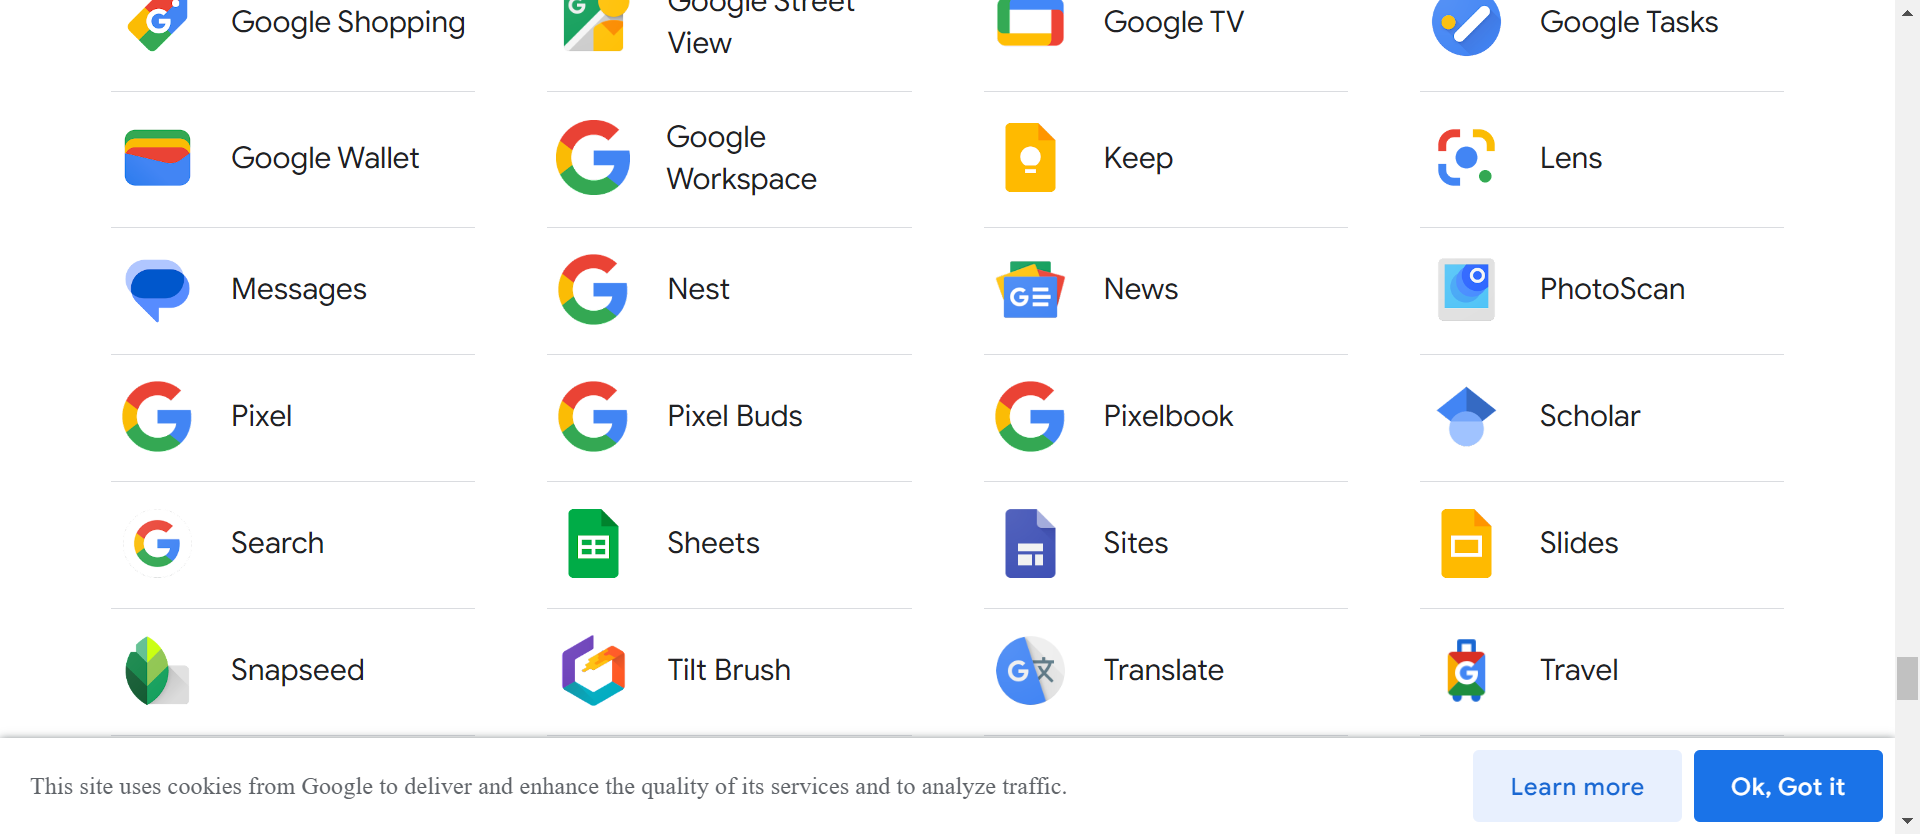 Google Shopping
Google Street
View
Google TV
Google Tasks
Google Wallet
Google
Workspace
Keep
Lens
Messages
Nest
News
PhotoScan
Pixel
Pixel Buds
Pixelbook
Scholar
Search
Sheets
Sites
Slides
Snapseed
Tilt Brush
Translate
Travel
This site uses cookies from Google to deliver and enhance the quality of its services and to analyze traffic.
Learn more
Ok, Got it